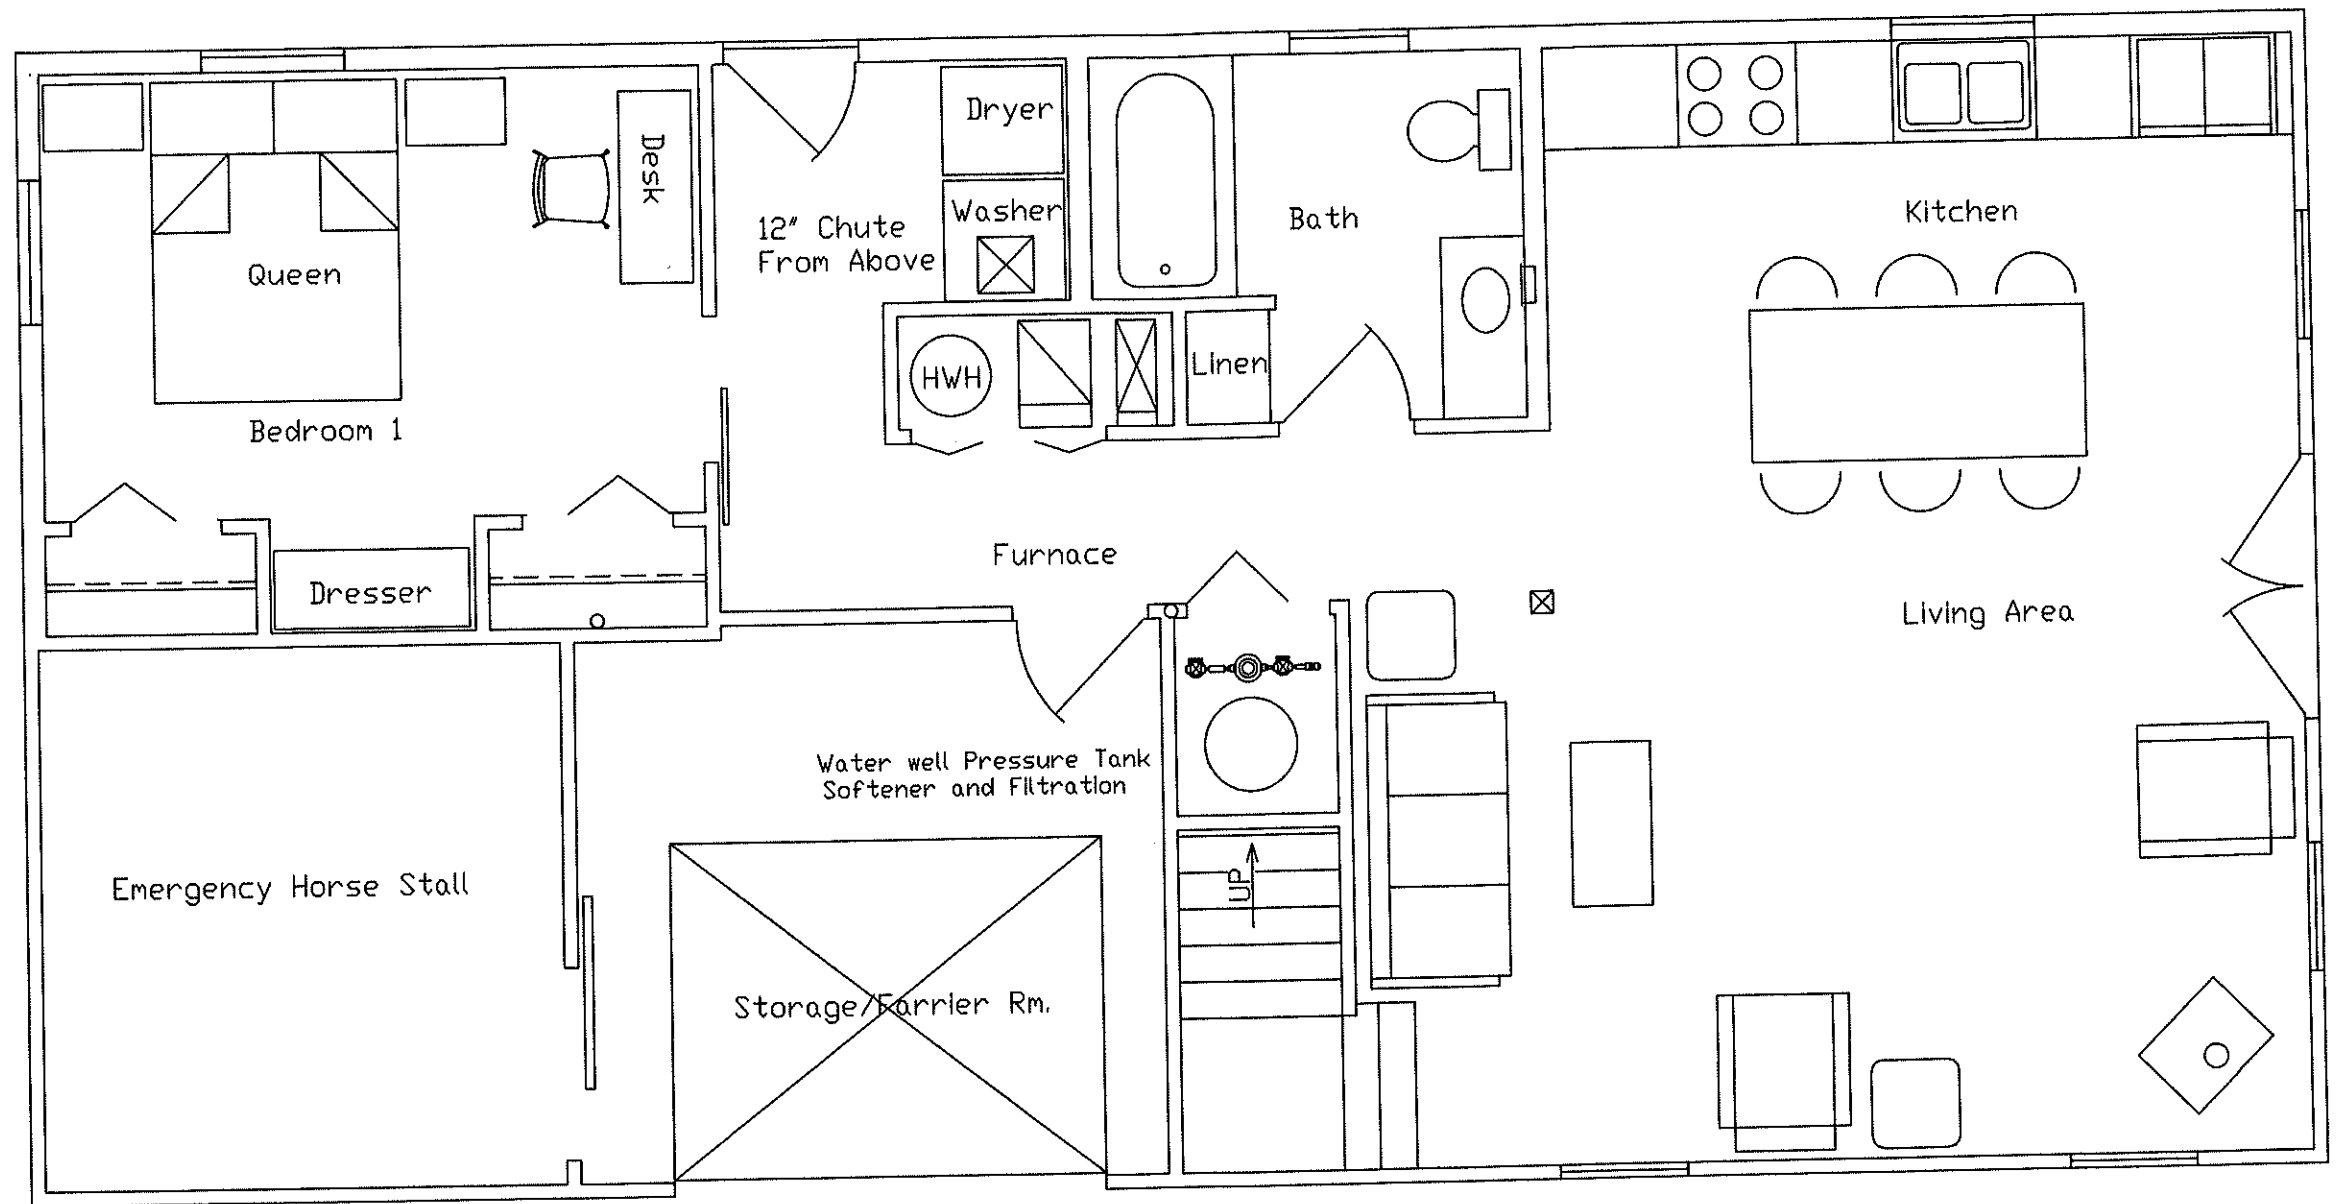 Dryer
Desk
Washer
12" Chute
From Above
Bath
Kitchen
Queen
HWH
Linen
Bedroom 1
Furnace
Dresser
Living Area
Water well Pressure Tank
Softener and Filtration
Emergency Horse Stall
UP
Storage/Farrier Rm.